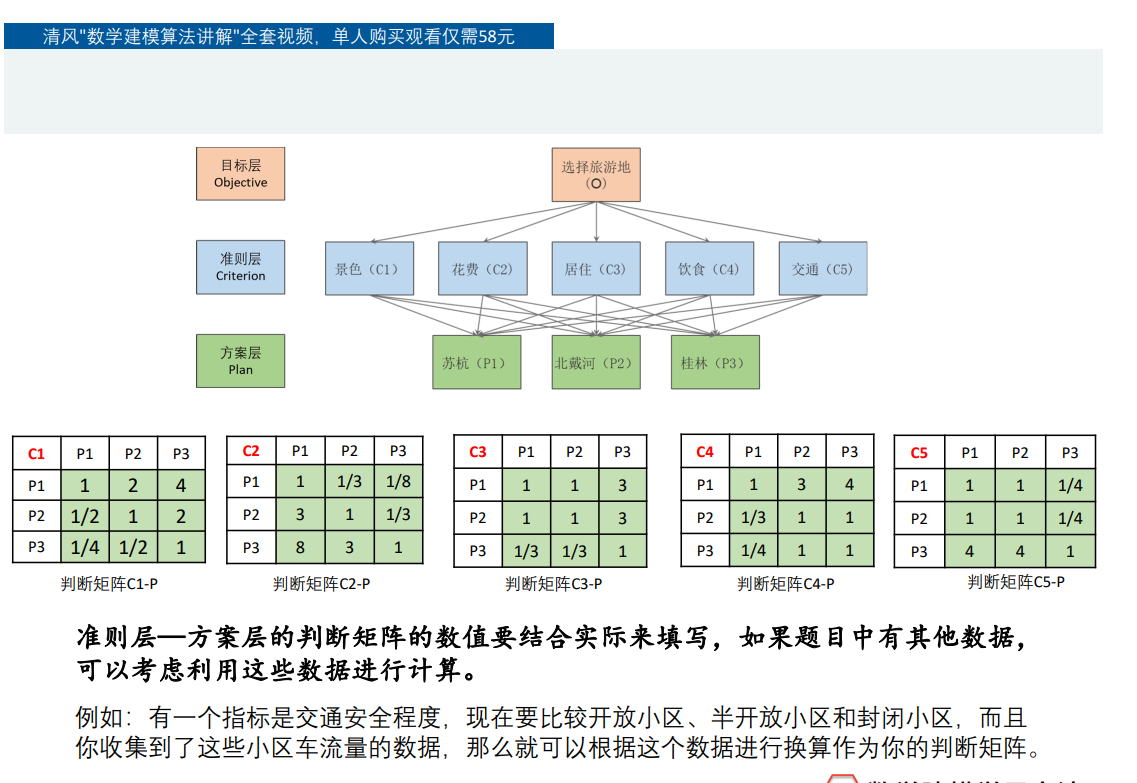 清风"数学建模算法讲解"全套视频，单人购买观看仅需58元
目标层
Objective
选择旅游地
（O）
准则层
Criterion
景色（C1）
花费（C2）
居住（C3）
饮食（C4）
交通（C5）
方案层
Plan
苏杭（P1）
北戴河（P2）
桂林（P3）
C1 P1 P2 P3
P1 1 2 4
P2 1/2 1 2
P3 1/4 1/2 1
判断矩阵C1-P
C2 P1 P2 P3
P1 1 1/3 1/8
P2 3 1 1/3
P3 8 3 1
判断矩阵C2-P
C3 P1 P2 P3
P1 1 1 3
P2 1 1 3
P3 1/3 1/3 1
判断矩阵C3-P
C4 P1 P2 P3
P1 1 3 4
P2 1/3 1 1
P3 1/4 1 1
判断矩阵C4-P
C5 P1 P2 P3
P1 1 1 1/4
P2 1 1 1/4
P3 4 4 1
判断矩阵C5-P
准则层—方案层的判断矩阵的数值要结合实际来填写，如果题目中有其他数据，
可以考虑利用这些数据进行计算。
例如：有一个指标是交通安全程度，现在要比较开放小区、半开放小区和封闭小区，而且
你收集到了这些小区车流量的数据，那么就可以根据这个数据进行换算作为你的判断矩阵。